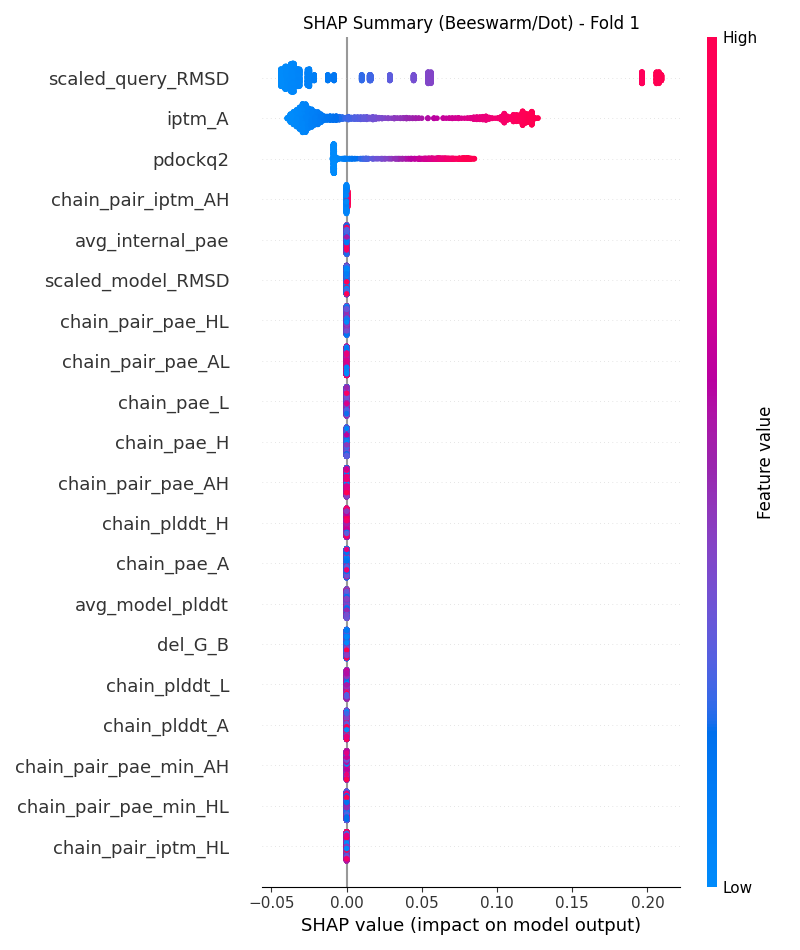 SHAP Summary (Beeswarm/Dot) - Fold 1
High
scaled_query_RMSD
iptm_A
pdockq2
chain_pair_iptm_AH
avg_internal_pae
scaled_model_RMSD
chain_pair_pae_HL
chain_pair_pae_AL
chain_pae_L
chain_pae_H
chain_pair_pae_AH
chain_plddt_H
chain_pae_A
avg_model_plddt
del_G_B
chain_plddt_L
chain_plddt_A
chain_pair_pae_min_AH
chain_pair_pae_min_HL
chain_pair_iptm_HL
Feature value
Low
−0.05 0.00 0.05 0.10 0.15 0.20
SHAP value (impact on model output)